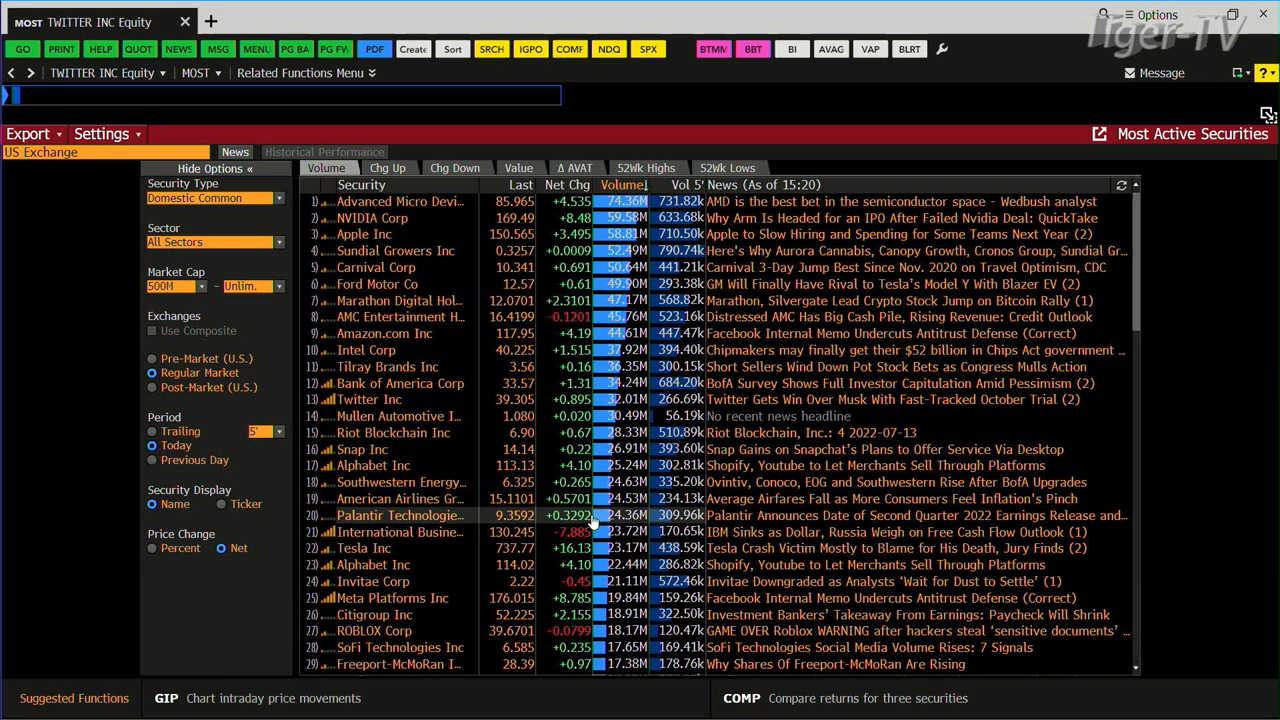 MOST TWITTER INC Equity
Options
Tiger-TV
GO PRINT HELP QUOT NEWS MSG MENU PG BA PG FW PDF Create Sort SRCH IGPO COMF NDQ SPX BTMM BBT BI AVAG VAP BLRT
TWITTER INC Equity MOST Related Functions Menu Message ?
Export Settings Most Active Securities
US Exchange News Historical Performance
Hide Options «
Security Type
Domestic Common
Sector
All Sectors
Market Cap
500M - Unlim.
Exchanges
Use Composite
Pre-Market (U.S.)
Regular Market
Post-Market (U.S.)
Period
Trailing 5'
Today
Previous Day
Security Display
Name Ticker
Price Change
Percent Net
Volume Chg Up Chg Down Value Δ AVAT 52Wk Highs 52Wk Lows
Security Last Net Chg Volume↓ Vol 5' News (As of 15:20)
1) Advanced Micro Devi… 85.965 +4.535 74.36M 731.82k AMD is the best bet in the semiconductor space - Wedbush analyst
2) NVIDIA Corp 169.49 +8.48 59.58M 633.68k Why Arm Is Headed for an IPO After Failed Nvidia Deal: QuickTake
3) Apple Inc 150.565 +3.495 58.81M 710.50k Apple to Slow Hiring and Spending for Some Teams Next Year (2)
4) Sundial Growers Inc 0.3257 +0.0009 52.49M 790.74k Here's Why Aurora Cannabis, Canopy Growth, Cronos Group, Sundial Gr…
5) Carnival Corp 10.341 +0.691 50.64M 441.21k Carnival 3-Day Jump Best Since Nov. 2020 on Travel Optimism, CDC
6) Ford Motor Co 12.57 +0.61 49.90M 293.38k GM Will Finally Have Rival to Tesla's Model Y With Blazer EV (2)
7) Marathon Digital Hol… 12.0701 +2.3101 47.17M 568.82k Marathon, Silvergate Lead Crypto Stock Jump on Bitcoin Rally (1)
8) AMC Entertainment H… 16.4199 -0.1201 45.76M 523.16k Distressed AMC Has Big Cash Pile, Rising Revenue: Credit Outlook
9) Amazon.com Inc 117.95 +4.19 44.61M 447.47k Facebook Internal Memo Undercuts Antitrust Defense (Correct)
10) Intel Corp 40.225 +1.515 37.92M 394.40k Chipmakers may finally get their $52 billion in Chips Act government …
11) Tilray Brands Inc 3.56 +0.16 36.35M 300.15k Short Sellers Wind Down Pot Stock Bets as Congress Mulls Action
12) Bank of America Corp 33.57 +1.31 34.24M 684.20k BofA Survey Shows Full Investor Capitulation Amid Pessimism (2)
13) Twitter Inc 39.305 +0.895 32.01M 266.69k Twitter Gets Win Over Musk With Fast-Tracked October Trial (2)
14) Mullen Automotive I… 1.080 +0.020 30.49M 56.19k No recent news headline
15) Riot Blockchain Inc 6.90 +0.67 28.33M 510.89k Riot Blockchain, Inc.: 4 2022-07-13
16) Snap Inc 14.14 +0.22 26.91M 393.60k Snap Gains on Snapchat's Plans to Offer Service Via Desktop
17) Alphabet Inc 113.13 +4.10 25.24M 302.81k Shopify, Youtube to Let Merchants Sell Through Platforms
18) Southwestern Energy… 6.325 +0.265 24.63M 335.20k Ovintiv, Conoco, EOG and Southwestern Rise After BofA Upgrades
19) American Airlines Gr… 15.1101 +0.5701 24.53M 234.13k Average Airfares Fall as More Consumers Feel Inflation's Pinch
20) Palantir Technologie… 9.3592 +0.3292 24.36M 309.96k Palantir Announces Date of Second Quarter 2022 Earnings Release and…
21) International Busine… 130.245 -7.885 23.72M 170.65k IBM Sinks as Dollar, Russia Weigh on Free Cash Flow Outlook (1)
22) Tesla Inc 737.77 +16.13 23.17M 438.59k Tesla Crash Victim Mostly to Blame for His Death, Jury Finds (2)
23) Alphabet Inc 114.02 +4.10 22.44M 286.82k Shopify, Youtube to Let Merchants Sell Through Platforms
24) Invitae Corp 2.22 -0.45 21.11M 572.46k Invitae Downgraded as Analysts 'Wait for Dust to Settle' (1)
25) Meta Platforms Inc 176.015 +8.785 19.84M 159.26k Facebook Internal Memo Undercuts Antitrust Defense (Correct)
26) Citigroup Inc 52.225 +2.155 18.91M 322.50k Investment Bankers' Takeaway From Earnings: Paycheck Will Shrink
27) ROBLOX Corp 39.6701 -0.0799 18.17M 120.47k GAME OVER Roblox WARNING after hackers steal 'sensitive documents' …
28) SoFi Technologies Inc 6.585 +0.235 17.65M 169.41k SoFi Technologies Social Media Volume Rises: 7 Signals
29) Freeport-McMoRan I… 28.39 +0.97 17.38M 178.76k Why Shares Of Freeport-McMoRan Are Rising
Suggested Functions GIP Chart intraday price movements COMP Compare returns for three securities